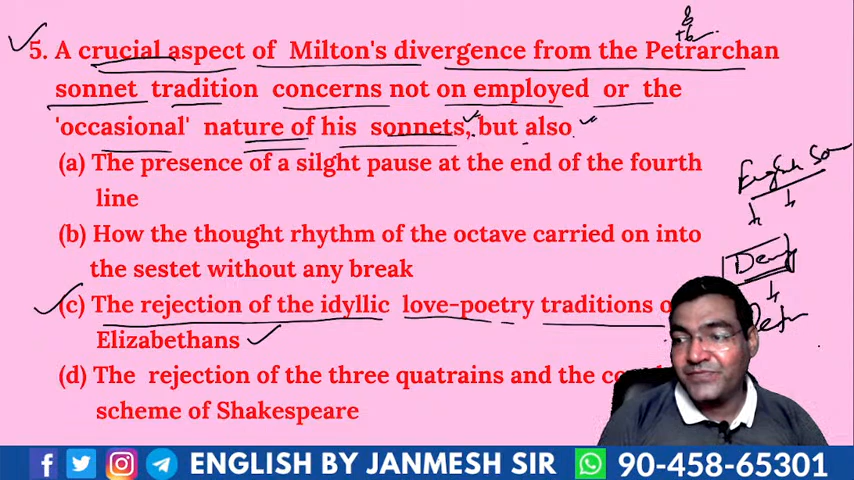 5. A crucial aspect of Milton's divergence from the Petrarchan
sonnet tradition concerns not on employed or the
'occasional' nature of his sonnets, but also
(a) The presence of a silght pause at the end of the fourth
line
(b) How the thought rhythm of the octave carried on into
the sestet without any break
(c) The rejection of the idyllic love-poetry traditions
Elizabethans
(d) The rejection of the three quatrains and the
scheme of Shakespeare
English
ENGLISH BY JANMESH SIR 90-458-65301